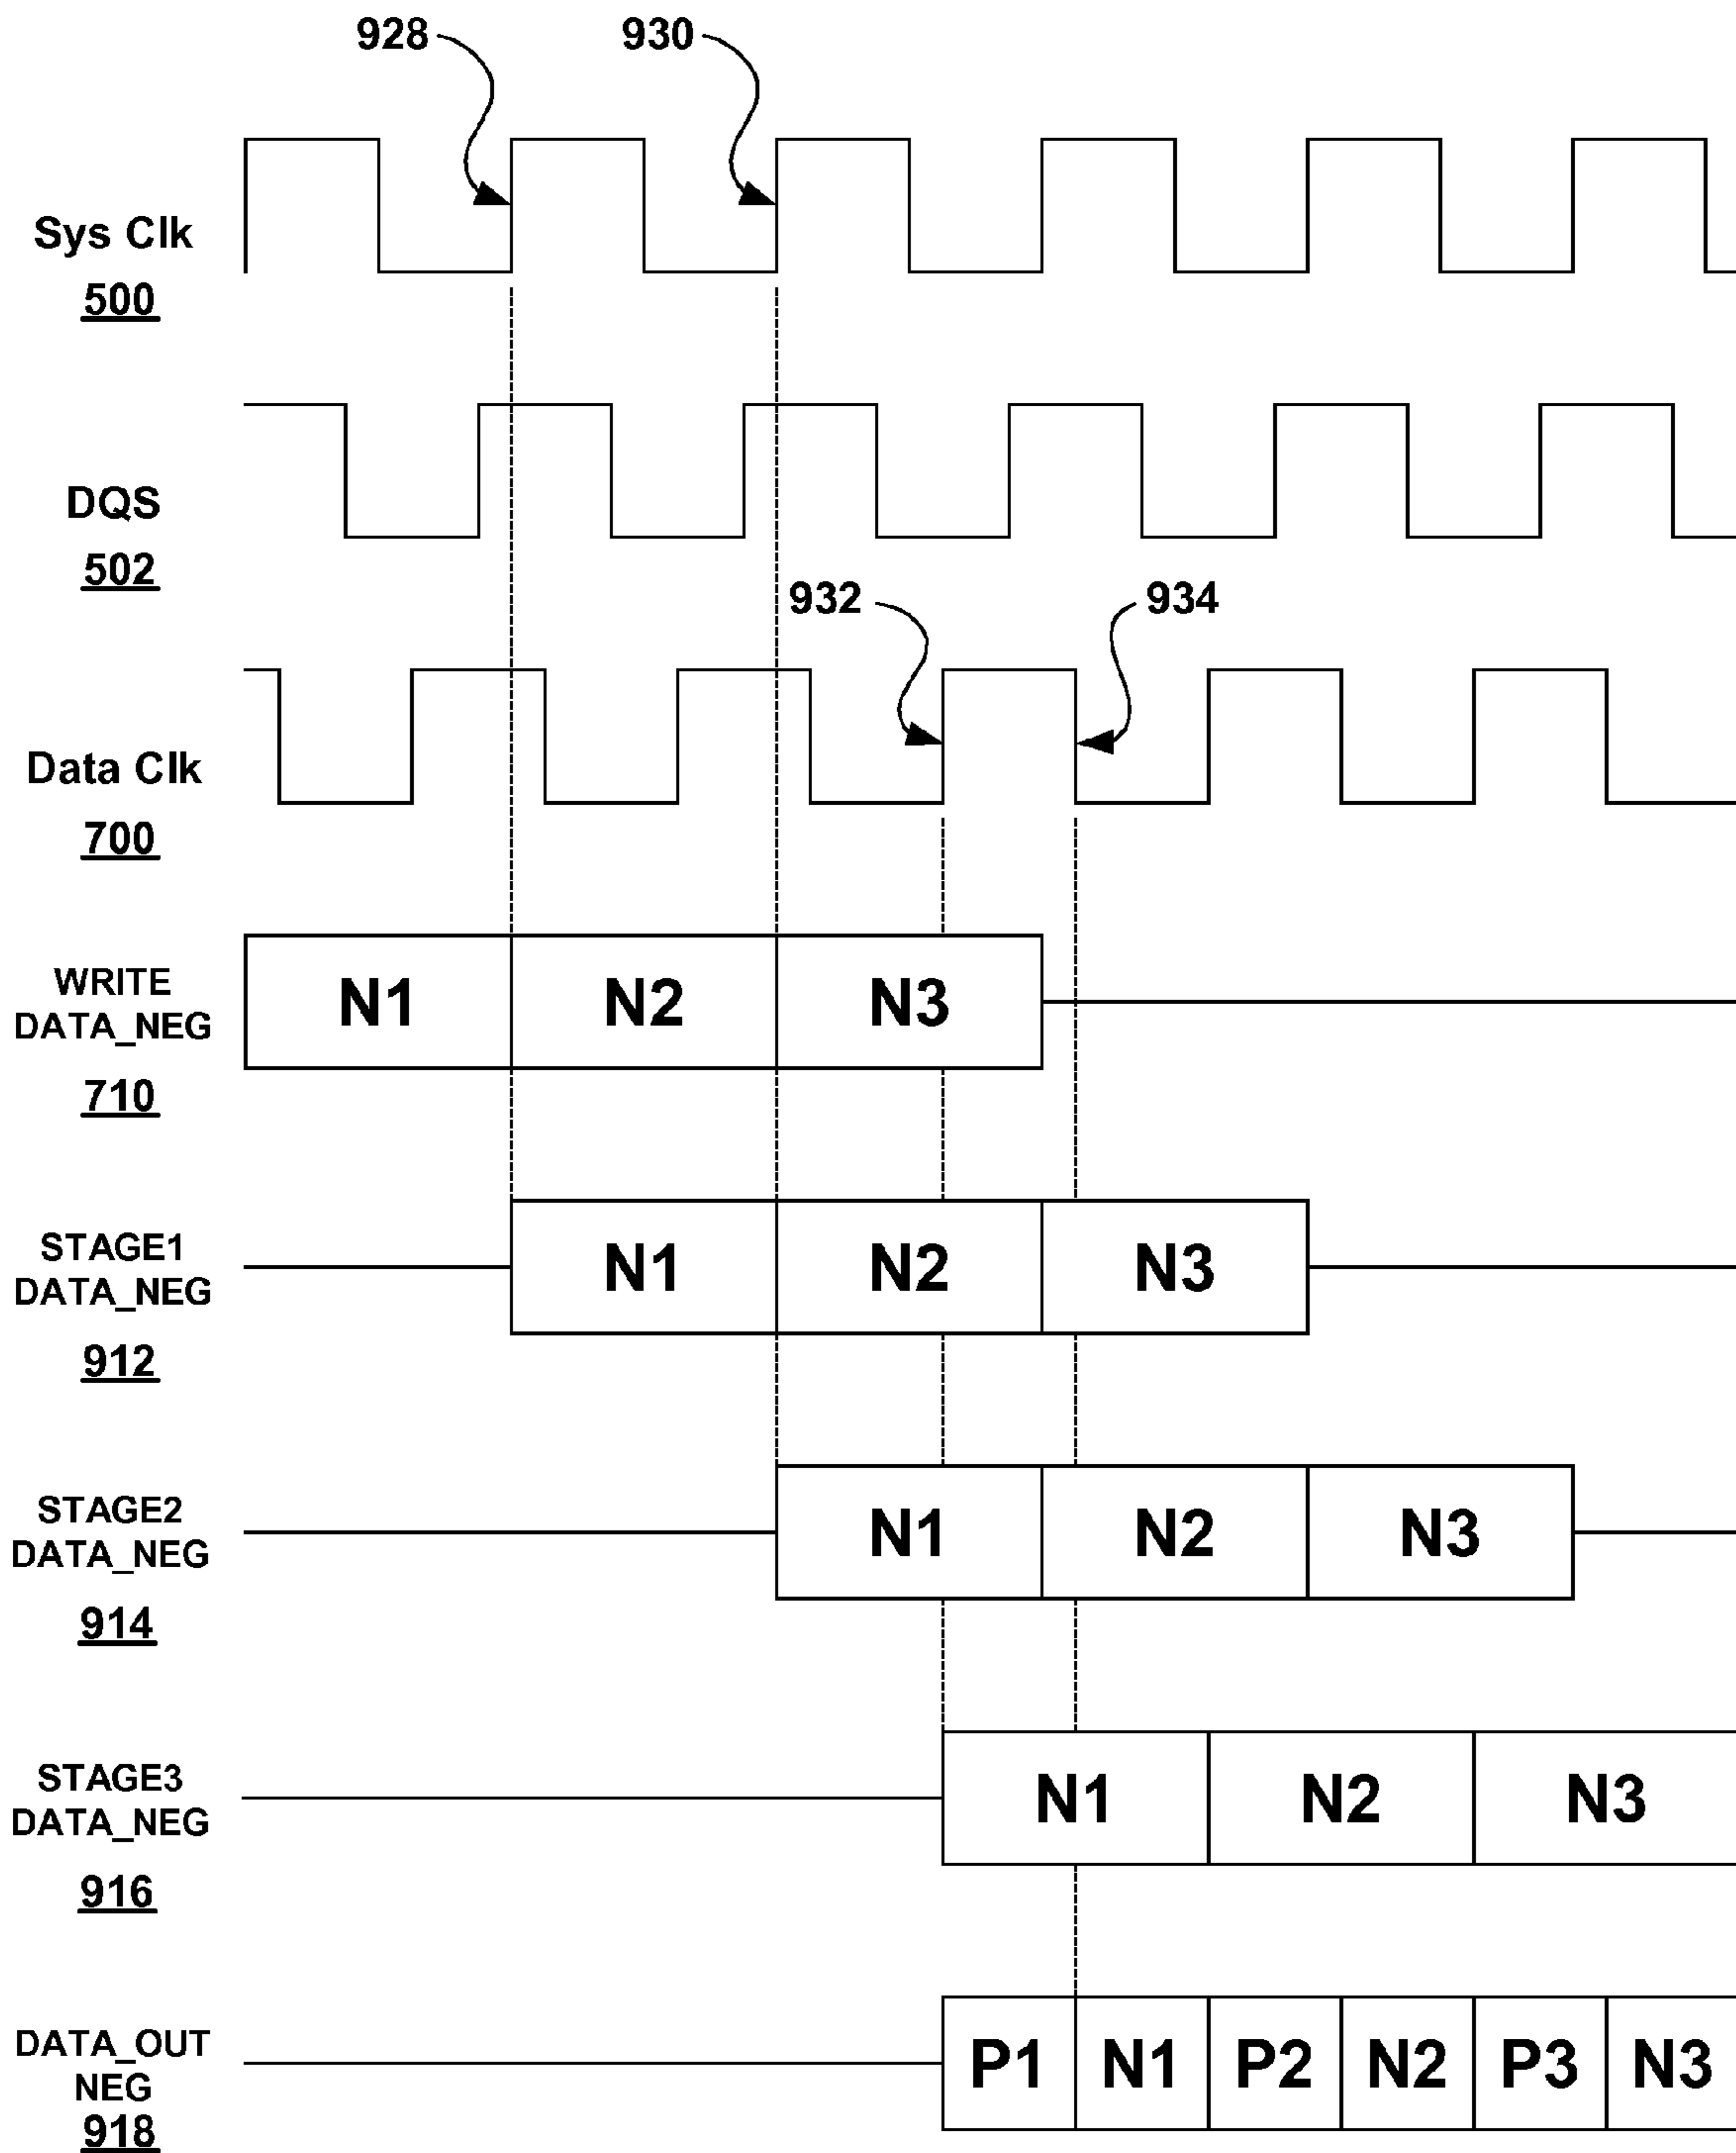 928
930
Sys Clk
500
DQS
502
932
934
Data Clk
700
WRITE
DATA_NEG
N1
N2
N3
710
STAGE1
DATA_NEG
N1
N2
N3
912
STAGE2
DATA_NEG
N1
N2
N3
914
STAGE3
DATA_NEG
N1
N2
N3
916
DATA_OUT
NEG
P1
N1
P2
N2
P3
N3
918